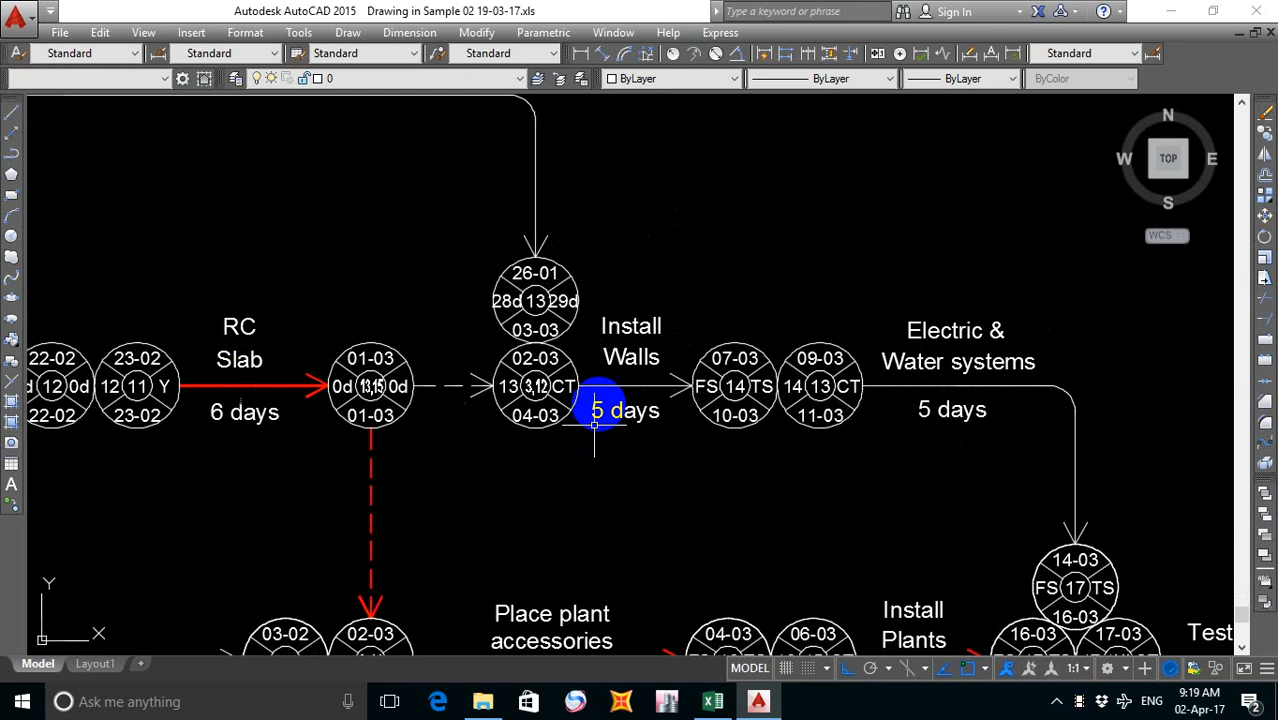 Autodesk AutoCAD 2015 Drawing in Sample 02 19-03-17.xls
Type a keyword or phrase
Sign In
File Edit View Insert Format Tools Draw Dimension Modify Parametric Window Help Express
Standard Standard Standard Standard Standard
0 ByLayer ByLayer ByLayer ByColor
N
W TOP E
S
WCS
26-01
28d 13 29d
03-03
RC
Slab
6 days
Install
Walls
5 days
Electric &
Water systems
5 days
22-02
12 0d
22-02
23-02
12 11 Y
23-02
01-03
0d 13,15 0d
01-03
02-03
13 CT
04-03
07-03
FS 14 TS
10-03
09-03
14 13 CT
11-03
14-03
FS 17 TS
16-03
Place plant
accessories
Install
Plants
Test
03-02
02-03
04-03
06-03
16-03
17-03
Y
X
Model Layout1 +
MODEL 1:1
A
Ask me anything
ENG
9:19 AM
02-Apr-17
2